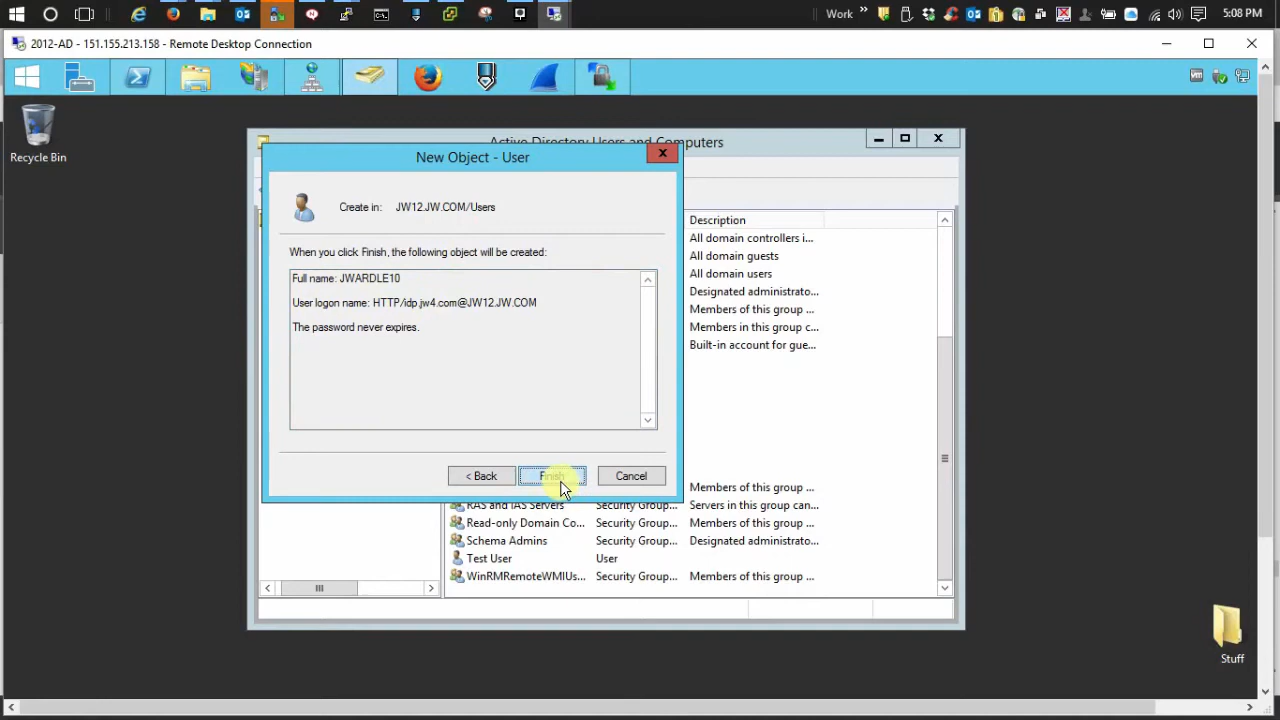 Work
5:08 PM
2012-AD - 151.155.213.158 - Remote Desktop Connection
Recycle Bin
Active Directory Users and Computers
New Object - User
Create in: JW12.JW.COM/Users
When you click Finish, the following object will be created:
Full name: JWARDLE10
User logon name: HTTP/idp.jw4.com@JW12.JW.COM
The password never expires.
< Back
Finish
Cancel
Description
All domain controllers i...
All domain guests
All domain users
Designated administrato...
Members of this group ...
Members in this group c...
Built-in account for gue...
Members of this group ...
RAS and IAS Servers Security Group... Servers in this group can...
Read-only Domain Co... Security Group... Members of this group ...
Schema Admins Security Group... Designated administrato...
Test User User
WinRMRemoteWMIUs... Security Group... Members of this group ...
Stuff